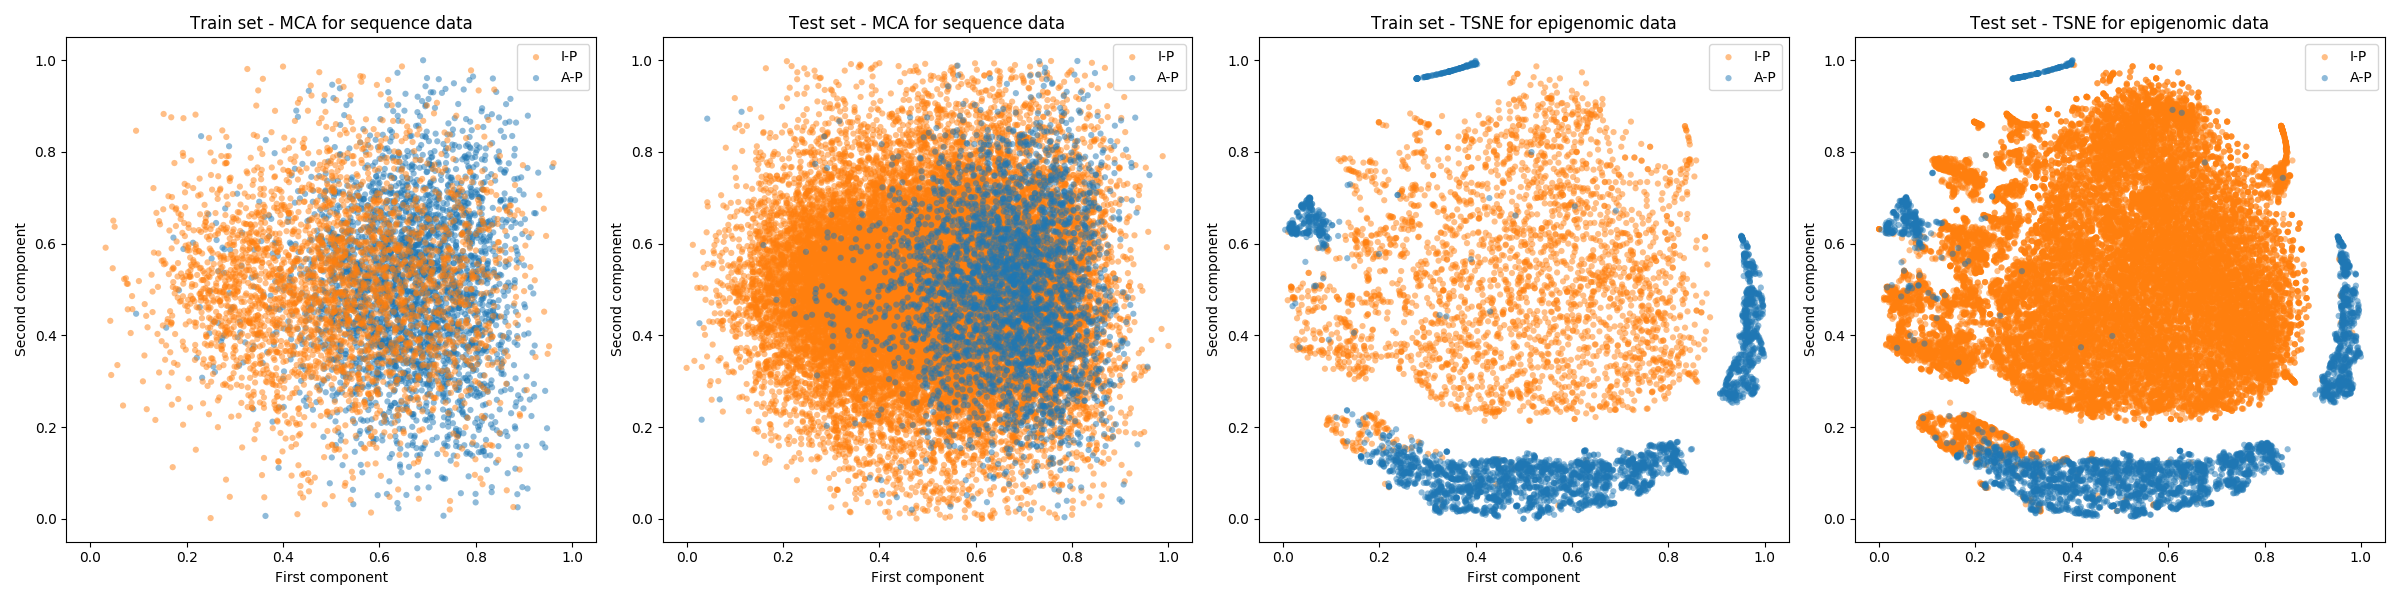 Train set - MCA for sequence data
I-P
A-P
1.0
0.8
0.6
0.4
0.2
0.0
Second component
0.0 0.2 0.4 0.6 0.8 1.0
First component
Test set - MCA for sequence data
I-P
A-P
1.0
0.8
0.6
0.4
0.2
0.0
Second component
0.0 0.2 0.4 0.6 0.8 1.0
First component
Train set - TSNE for epigenomic data
I-P
A-P
1.0
0.8
0.6
0.4
0.2
0.0
Second component
0.0 0.2 0.4 0.6 0.8 1.0
First component
Test set - TSNE for epigenomic data
I-P
A-P
1.0
0.8
0.6
0.4
0.2
0.0
Second component
0.0 0.2 0.4 0.6 0.8 1.0
First component